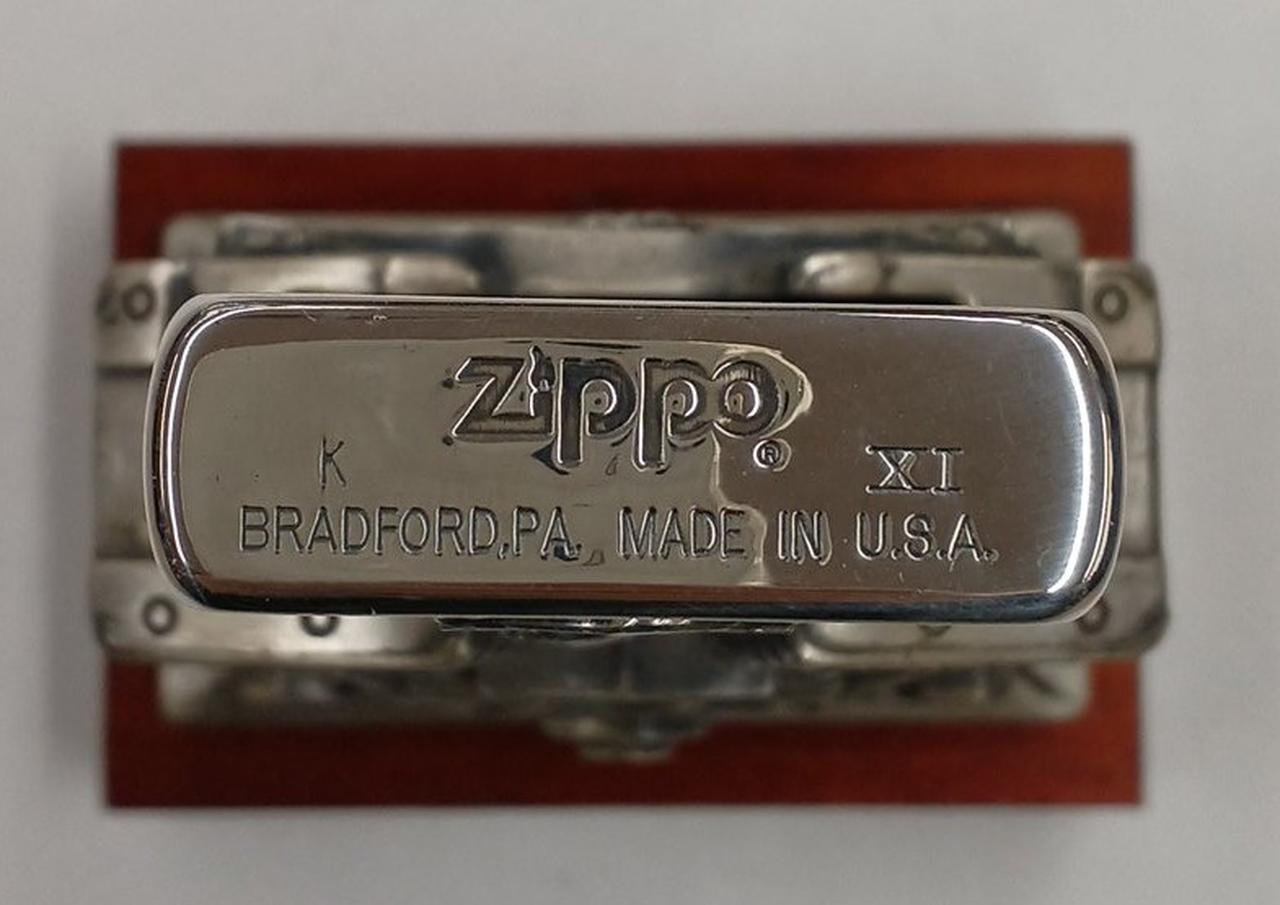 zippo®
K XI
BRADFORD,PA. MADE IN U.S.A.